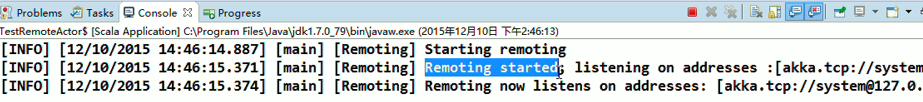 Problems Tasks Console Progress
TestRemoteActor$ [Scala Application] C:\Program Files\Java\jdk1.7.0_79\bin\javaw.exe (2015年12月10日 下午2:46:13)
[INFO] [12/10/2015 14:46:14.887] [main] [Remoting] Starting remoting
[INFO] [12/10/2015 14:46:15.371] [main] [Remoting] Remoting started; listening on addresses :[akka.tcp://system
[INFO] [12/10/2015 14:46:15.374] [main] [Remoting] Remoting now listens on addresses: [akka.tcp://system@127.0.